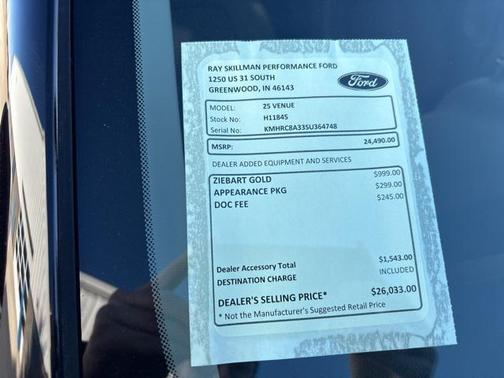 RAY SKILLMAN PERFORMANCE FORD
1250 US 31 SOUTH
GREENWOOD, IN 46143
Ford
MODEL: 25 VENUE
Stock No: H11845
Serial No: KMHRC8A33SU364748
MSRP: 24,490.00
DEALER ADDED EQUIPMENT AND SERVICES
ZIEBART GOLD $999.00
APPEARANCE PKG $299.00
DOC FEE $245.00
Dealer Accessory Total $1,543.00
DESTINATION CHARGE INCLUDED
DEALER'S SELLING PRICE* $26,033.00
* Not the Manufacturer's Suggested Retail Price